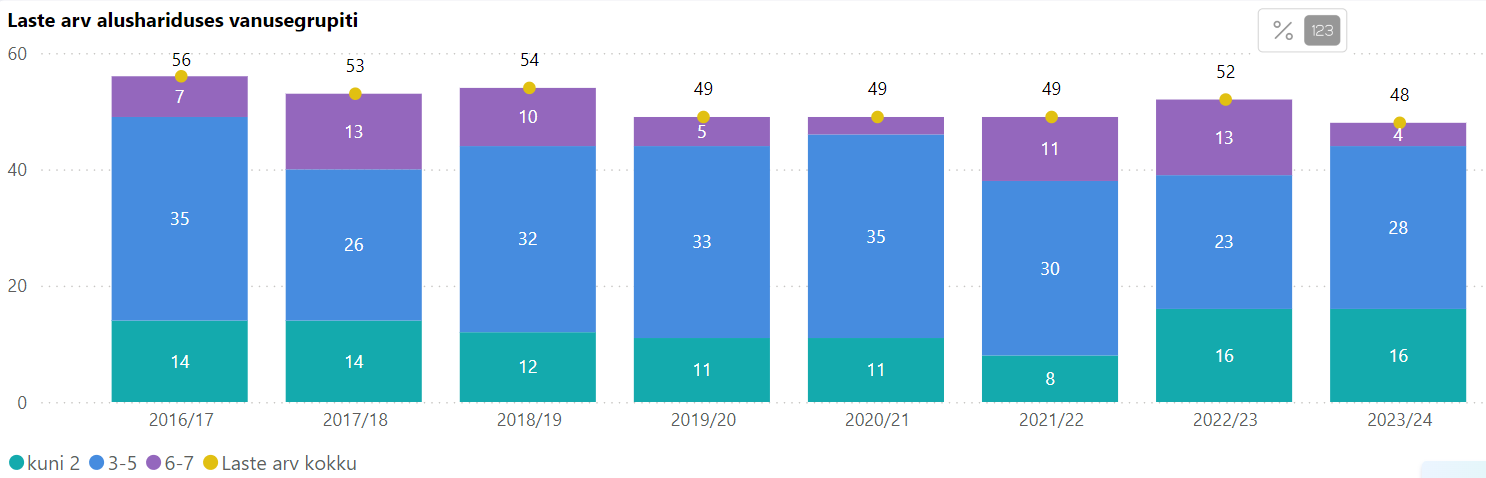 Laste arv alushariduses vanusegrupiti
% 123
60
56 53 54 49 49 49 52 48
7 13 10 5 11 13 4
40
35 26 32 33 35 30 23 28
20
14 14 12 11 11 8 16 16
0
2016/17 2017/18 2018/19 2019/20 2020/21 2021/22 2022/23 2023/24
kuni 2 3-5 6-7 Laste arv kokku